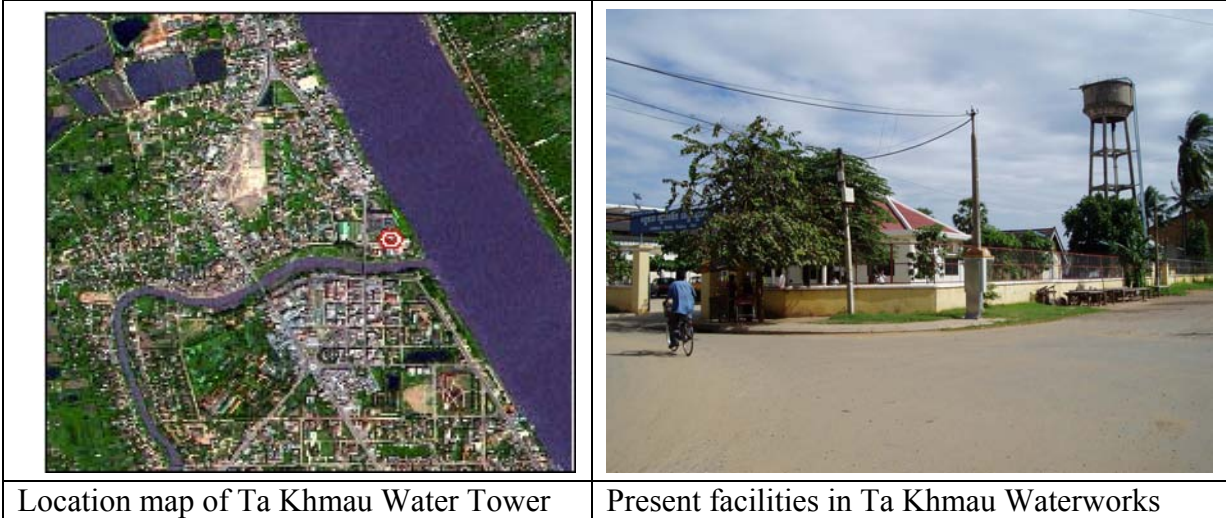 Location map of Ta Khmau Water Tower
Present facilities in Ta Khmau Waterworks